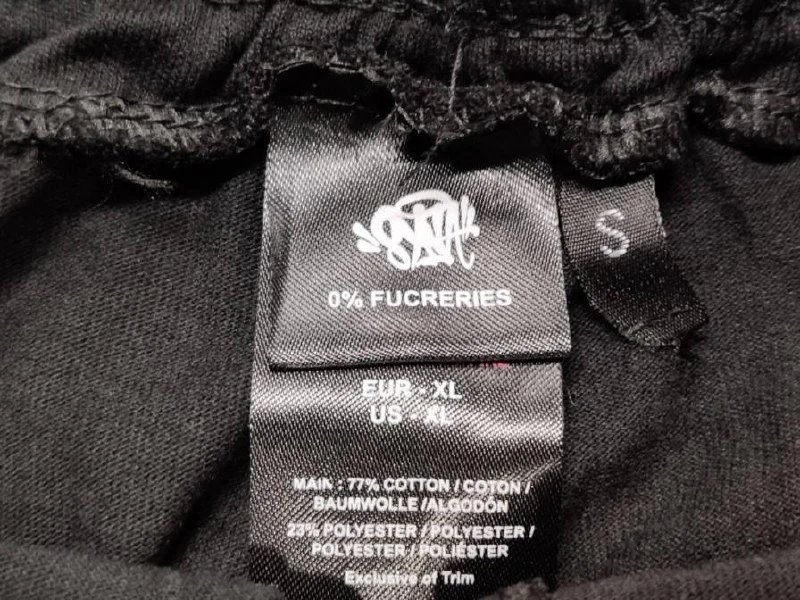 SYNA
S
0% FUCRERIES
EUR - XL
US - XL
MAIN : 77% COTTON / COTON /
BAUMWOLLE /ALGODÓN
23% POLYESTER / POLYESTER /
POLYESTER / POLIÉSTER
Exclusive of Trim